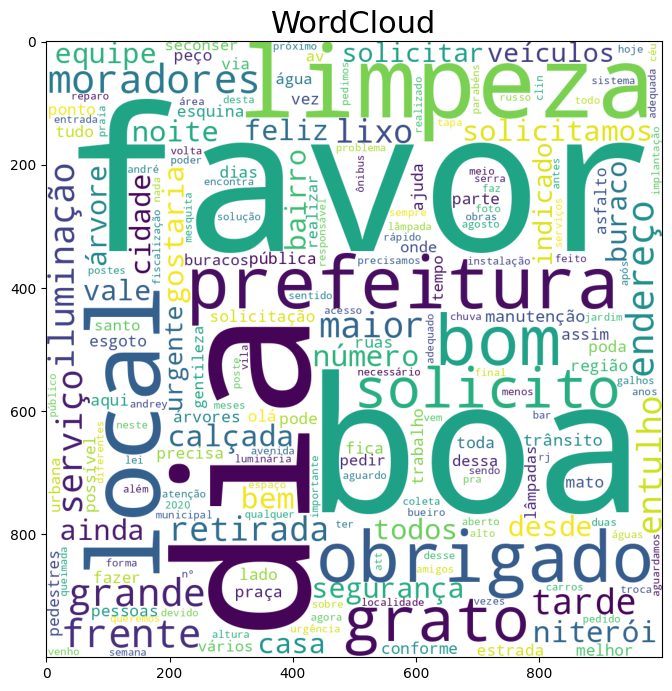 WordCloud
seconser
av
próximo
hoje
céu
equipe
peço
via
solicitar
veículos
moradores
água
limpeza
pedimos
realizado
parabéns
russo
clin
sistema
todo
adequada
reparo
área
desta
vez
ponto
entrada
praia
esquina
tudo
noite
feliz
lixo
tapa
solicitamos
favor
implantação
árvore
cidade
andré
fiscalização
nada
volta
poder
mesquita
encontra
dias
solução
bairro
realizar
problema
responsável
ônibus
sempre
lâmpada
rápido
precisamos
ajuda
onde
meio
serra
parte
faz
foto
obras
agosto
indicado
antes
serviços
asfalto
buraco
após
endereço
iluminação
postes
gostaria
buracos
pública
sentido
tempo
instalação
feito
vale
prefeitura
santo
esgoto
local
urgente
solicitação
gentileza
acesso
maior
ruas
número
adequado
chuva
manutenção
jardim
bom
assim
poda
região
público
serviço
aqui
andrey
neste
meses
vila
poste
dia
necessário
solicito
final
menos
galhos
anos
árvores
olá
pode
calçada
avenida
luminária
precisa
urbana
possível
diferentes
lei
além
atenção
2020
municipal
espaço
bem
qualquer
importante
fica
pedir
aguardo
pra
trabalho
vem
toda
dessa
sendo
boa
bar
rj
lâmpadas
trânsito
mato
entulho
ainda
retirada
ter
coleta
bueiro
todos
aberto
alto
desde
duas
águas
pedestres
queimada
forma
fazer
n°
lado
praça
att
desse
amigos
obrigado
carros
troca
aguardamos
grande
pessoas
devido
sobre
segurança
localidade
vezes
tarde
queremos
frente
altura
agora
urgência
grato
pedido
niterói
venho
semana
vários
casa
conforme
estrada
melhor
0
200
400
600
800
0
200
400
600
800